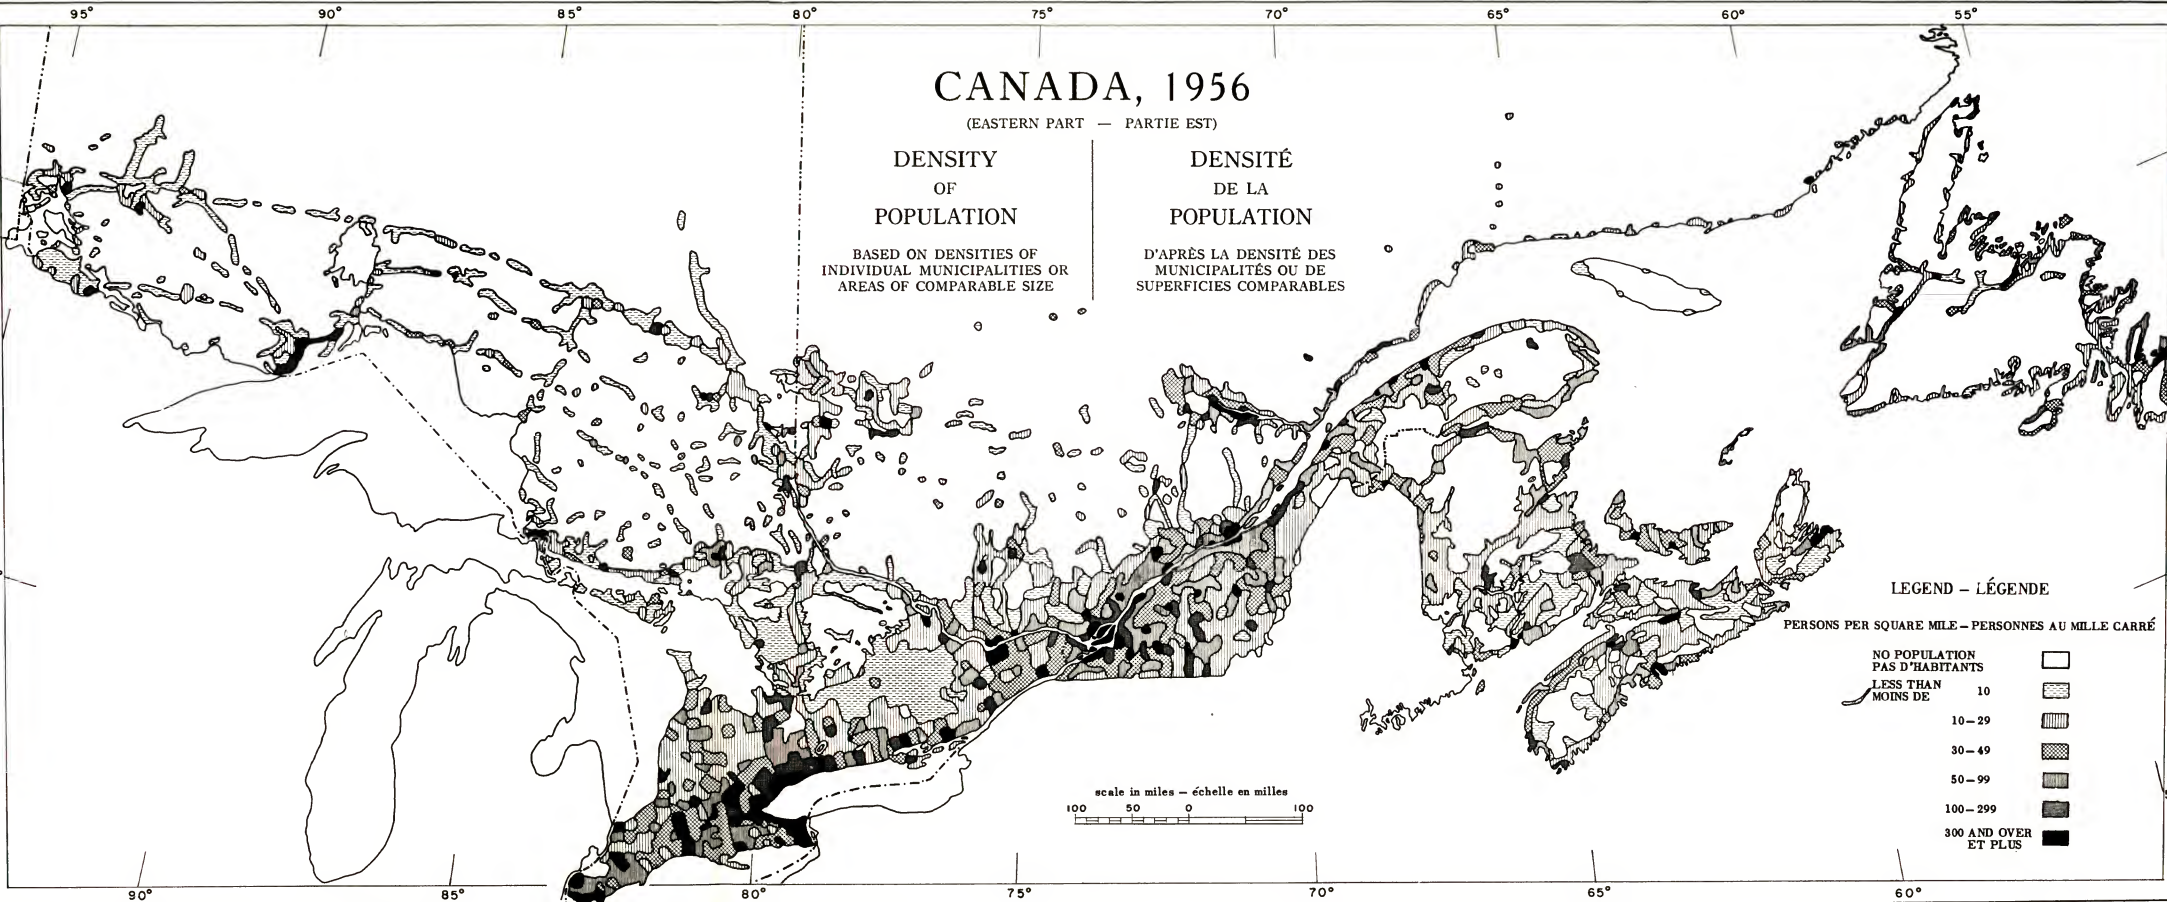 95° 90° 85° 80° 75° 70° 65° 60° 55°
CANADA, 1956
(EASTERN PART — PARTIE EST)
DENSITY
OF
POPULATION
BASED ON DENSITIES OF
INDIVIDUAL MUNICIPALITIES OR
AREAS OF COMPARABLE SIZE
DENSITÉ
DE LA
POPULATION
D'APRÈS LA DENSITÉ DES
MUNICIPALITÉS OU DE
SUPERFICIES COMPARABLES
LEGEND – LÉGENDE
PERSONS PER SQUARE MILE – PERSONNES AU MILLE CARRÉ
NO POPULATION
PAS D'HABITANTS
LESS THAN
MOINS DE 10
10–29
30–49
50–99
100–299
300 AND OVER
ET PLUS
scale in miles – échelle en milles
100 50 0 100
90° 85° 80° 75° 70° 65° 60°